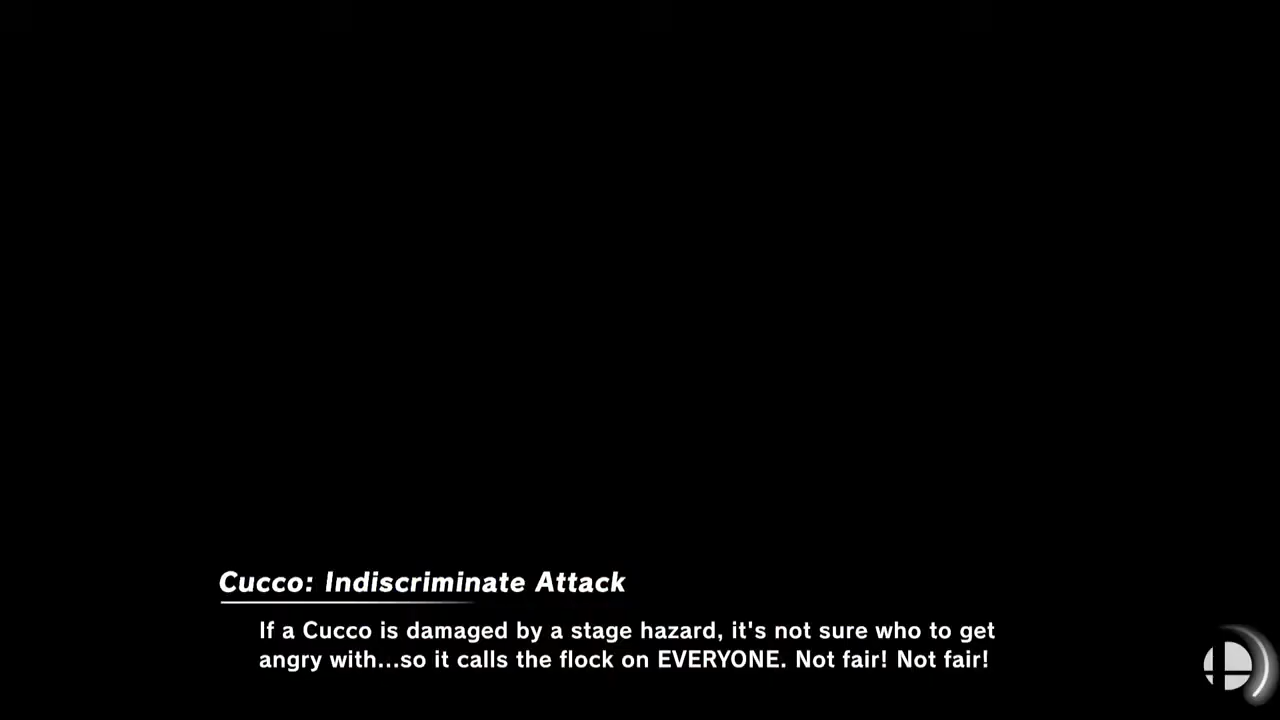 Cucco: Indiscriminate Attack
If a Cucco is damaged by a stage hazard, it's not sure who to get
angry with...so it calls the flock on EVERYONE. Not fair! Not fair!